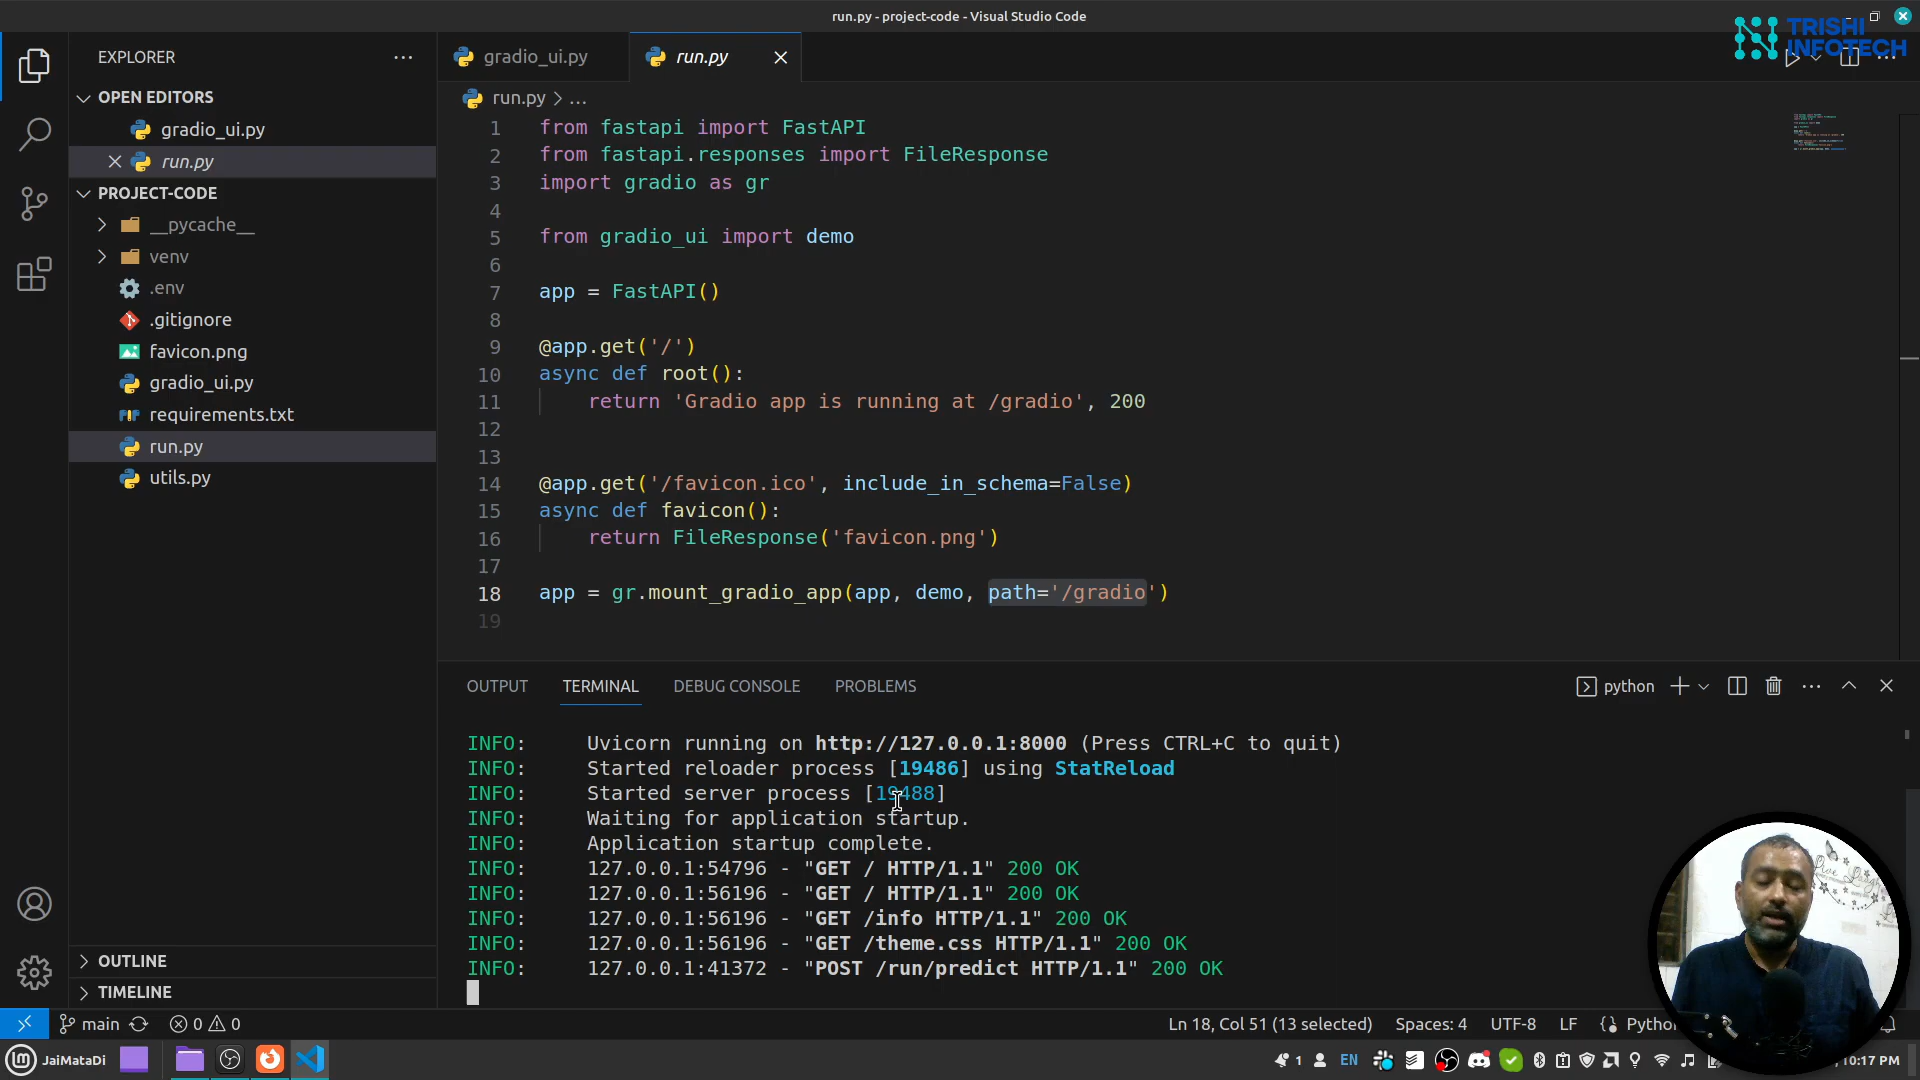 run.py - project-code - Visual Studio Code
TRISHI
INFOTECH
EXPLORER
OPEN EDITORS
gradio_ui.py
run.py
PROJECT-CODE
__pycache__
venv
.env
.gitignore
favicon.png
gradio_ui.py
requirements.txt
run.py
utils.py
OUTLINE
TIMELINE
gradio_ui.py
run.py
run.py > ...
1 from fastapi import FastAPI
2 from fastapi.responses import FileResponse
3 import gradio as gr
4
5 from gradio_ui import demo
6
7 app = FastAPI()
8
9 @app.get('/')
10 async def root():
11 return 'Gradio app is running at /gradio', 200
12
13
14 @app.get('/favicon.ico', include_in_schema=False)
15 async def favicon():
16 return FileResponse('favicon.png')
17
18 app = gr.mount_gradio_app(app, demo, path='/gradio')
19
OUTPUT TERMINAL DEBUG CONSOLE PROBLEMS
python
INFO: Uvicorn running on http://127.0.0.1:8000 (Press CTRL+C to quit)
INFO: Started reloader process [19486] using StatReload
INFO: Started server process [19488]
INFO: Waiting for application startup.
INFO: Application startup complete.
INFO: 127.0.0.1:54796 - "GET / HTTP/1.1" 200 OK
INFO: 127.0.0.1:56196 - "GET / HTTP/1.1" 200 OK
INFO: 127.0.0.1:56196 - "GET /info HTTP/1.1" 200 OK
INFO: 127.0.0.1:56196 - "GET /theme.css HTTP/1.1" 200 OK
INFO: 127.0.0.1:41372 - "POST /run/predict HTTP/1.1" 200 OK
main 0 0 Ln 18, Col 51 (13 selected) Spaces: 4 UTF-8 LF
JaiMataDi 1 EN 10:17 PM